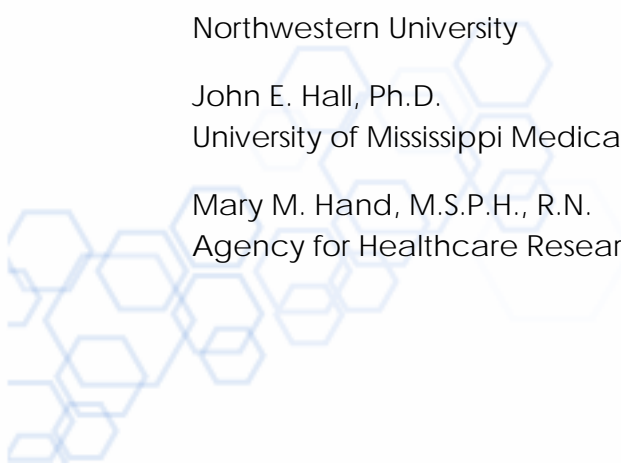 Northwestern University
John E. Hall, Ph.D.
University of Mississippi Medica
Mary M. Hand, M.S.P.H., R.N.
Agency for Healthcare Resear